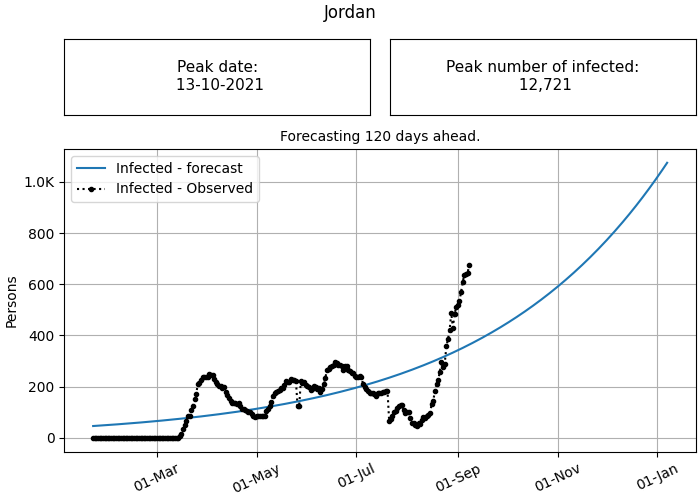 Jordan
Peak date:
13-10-2021
Peak number of infected:
12,721
Forecasting 120 days ahead.
Infected - forecast
Infected - Observed
1.0K
800
600
400
200
0
Persons
01-Mar
01-May
01-Jul
01-Sep
01-Nov
01-Jan